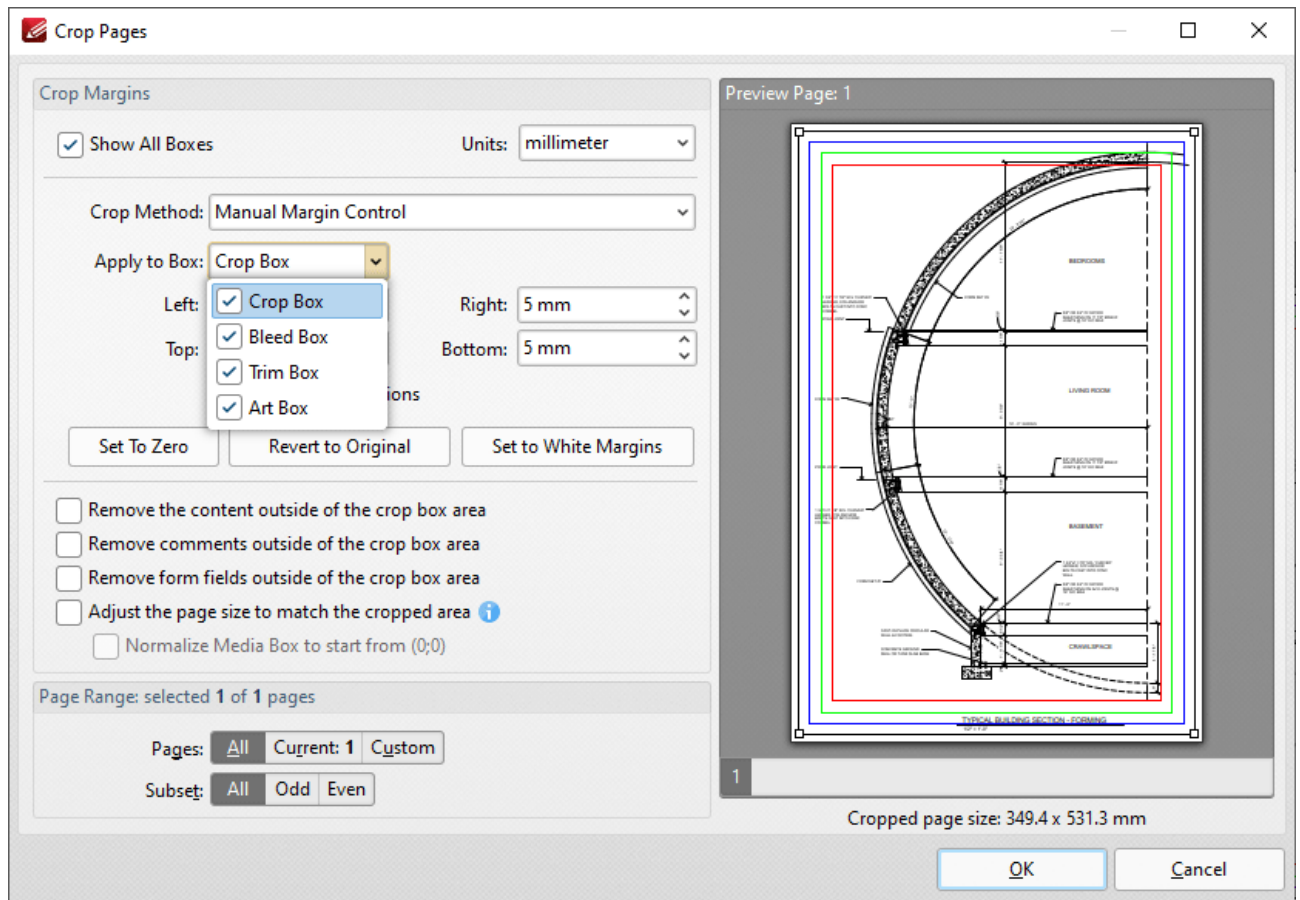 Crop Pages
Crop Margins
Show All Boxes
Units: millimeter
Crop Method: Manual Margin Control
Apply to Box: Crop Box
Crop Box
Bleed Box
Trim Box
Art Box
Left:
Right: 5 mm
Top:
Bottom: 5 mm
ions
Set To Zero
Revert to Original
Set to White Margins
Remove the content outside of the crop box area
Remove comments outside of the crop box area
Remove form fields outside of the crop box area
Adjust the page size to match the cropped area
Normalize Media Box to start from (0;0)
Page Range: selected 1 of 1 pages
Pages: All Current: 1 Custom
Subset: All Odd Even
Preview Page: 1
BEDROOMS
LIVING ROOM
BASEMENT
CRAWLSPACE
TYPICAL BUILDING SECTION - FORMING
1
Cropped page size: 349.4 x 531.3 mm
OK
Cancel